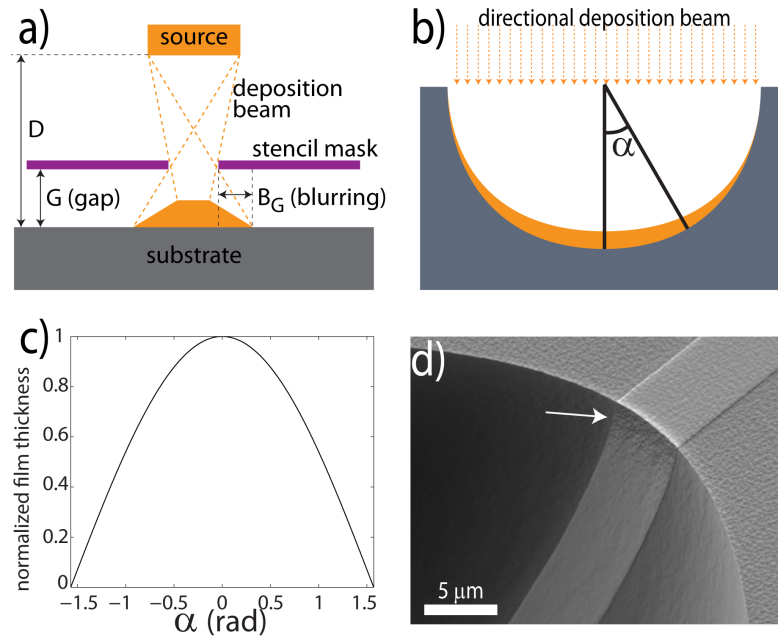 a)
source
deposition
beam
D
stencil mask
G (gap)
BG (blurring)
substrate
b)
directional deposition beam
α
c)
normalized film thickness
1
0.8
0.6
0.4
0.2
0
−1.5 −1 −0.5 0 0.5 1 1.5
α (rad)
d)
5 μm